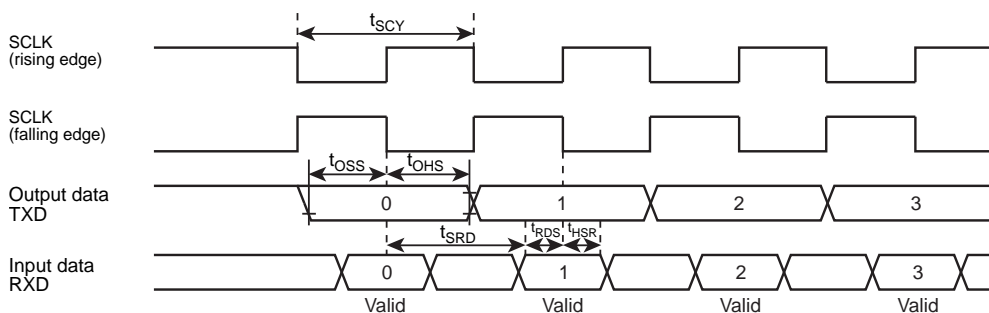 tSCY
SCLK
(rising edge)
SCLK
(falling edge)
tOSS tOHS
Output data
TXD
0 1 2 3
tSRD tRDS tHSR
Input data
RXD
0 1 2 3
Valid Valid Valid Valid